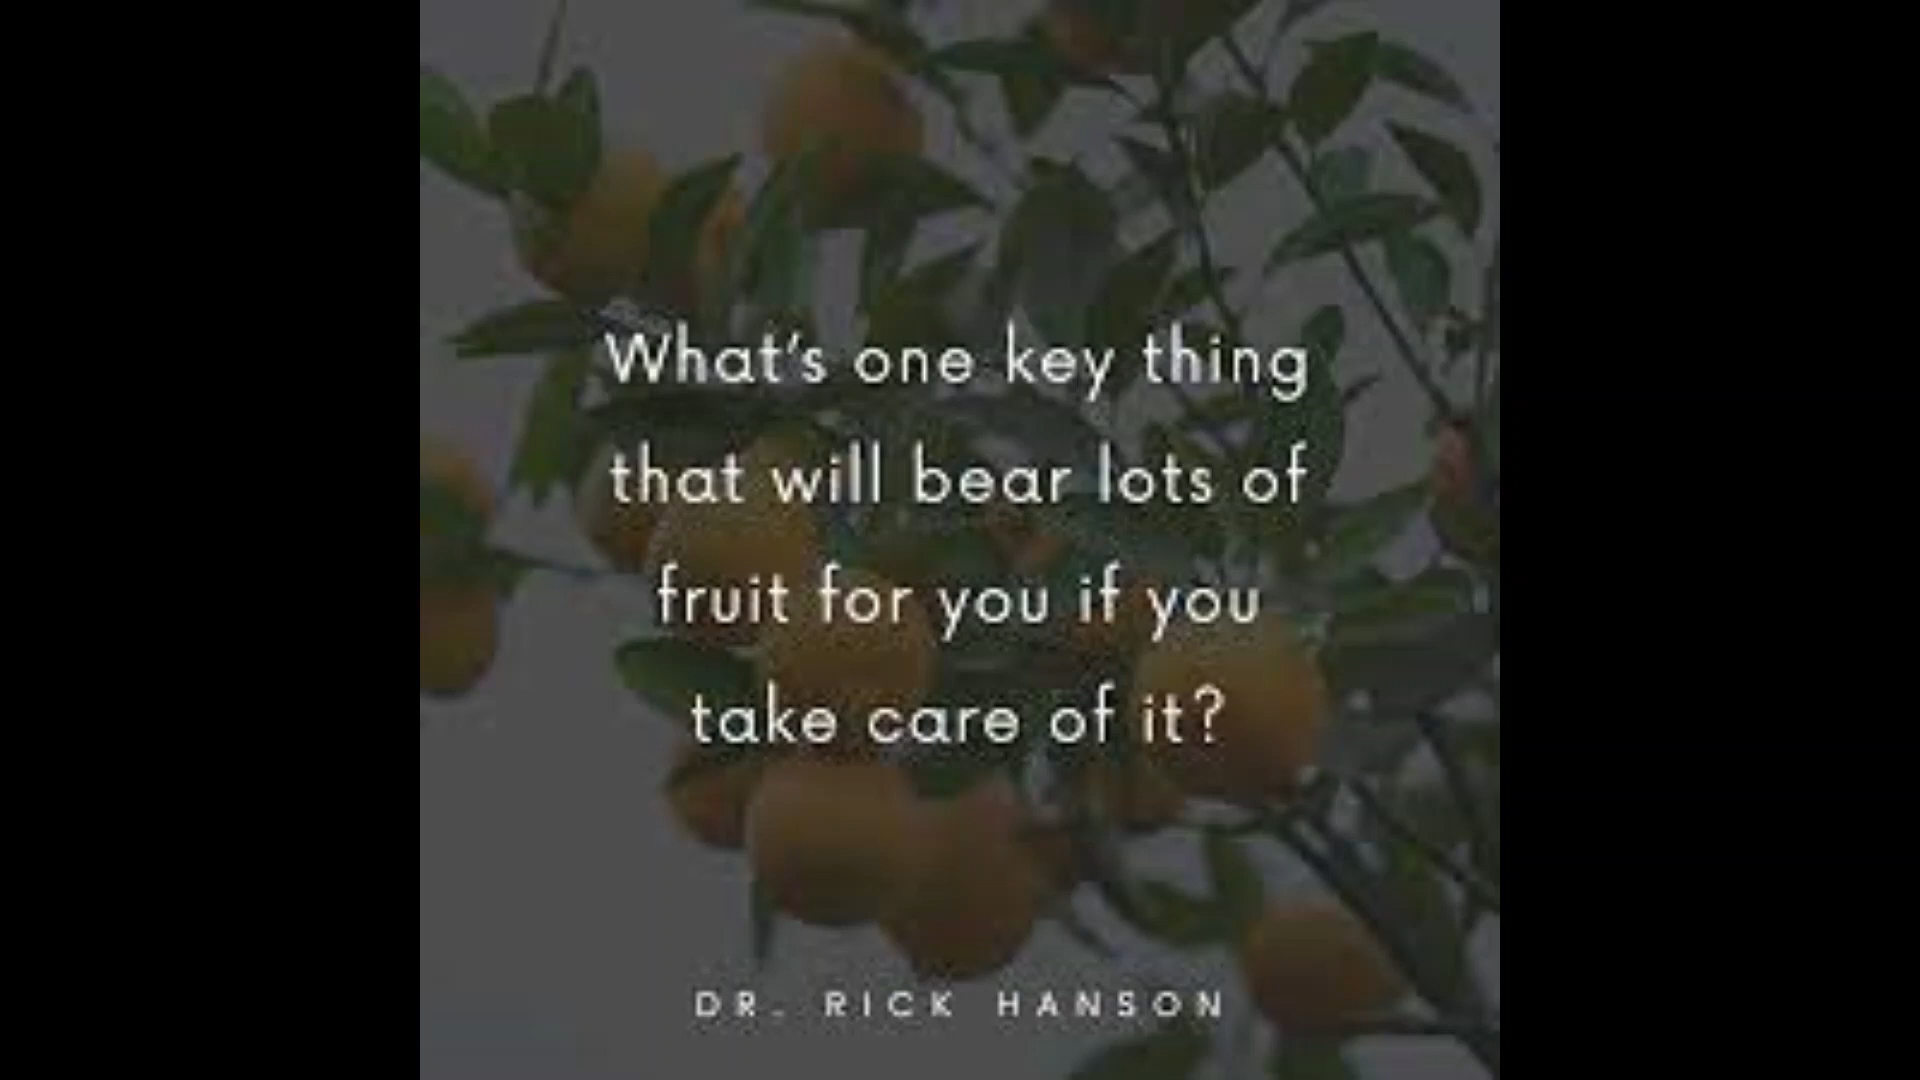 What's one key thing
that will bear lots of
fruit for you if you
take care of it?
DR. RICK HANSON